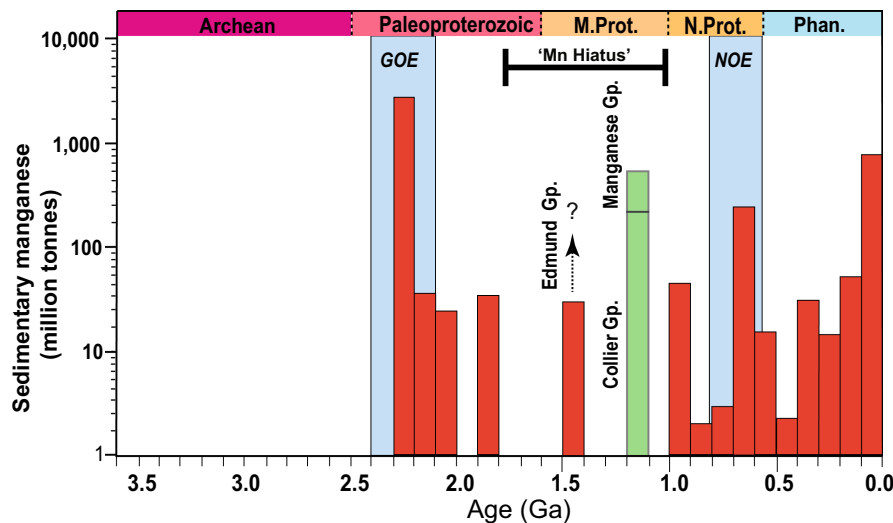 Archean Paleoproterozoic M.Prot. N.Prot. Phan.
10,000
1,000
100
10
1
Sedimentary manganese
(million tonnes)
GOE
'Mn Hiatus'
NOE
Edmund Gp.
?
Manganese Gp.
Collier Gp.
3.5 3.0 2.5 2.0 1.5 1.0 0.5 0.0
Age (Ga)